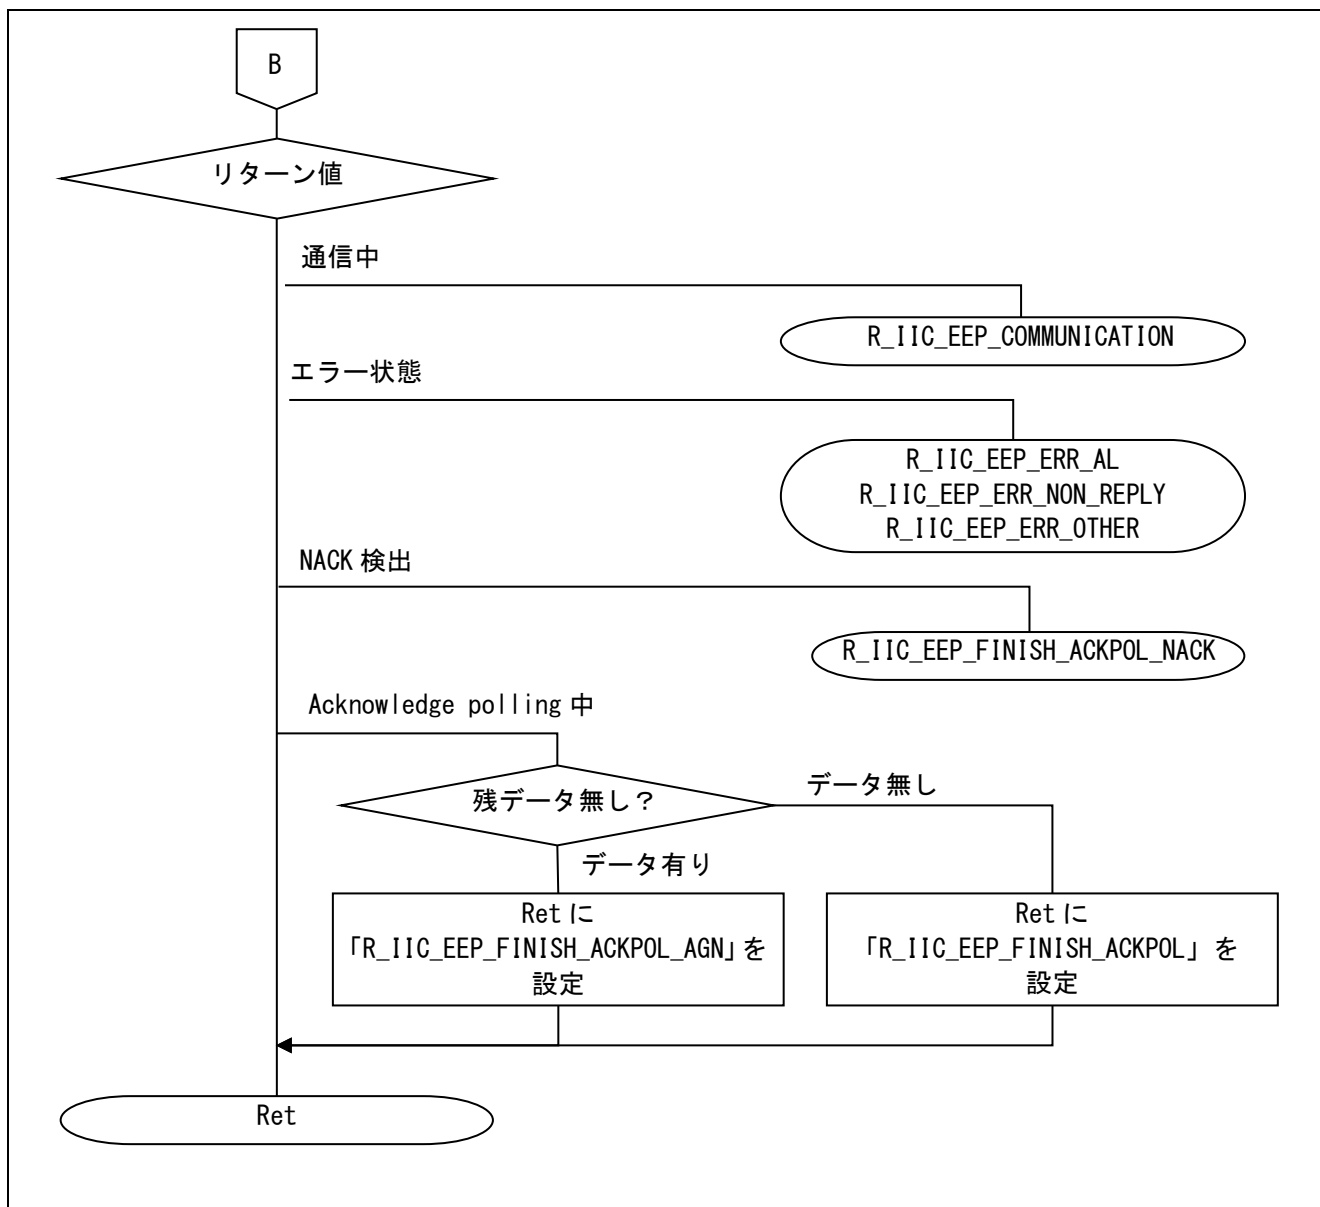 B
リターン値
通信中
R_IIC_EEP_COMMUNICATION
エラー状態
R_IIC_EEP_ERR_AL
R_IIC_EEP_ERR_NON_REPLY
R_IIC_EEP_ERR_OTHER
NACK 検出
R_IIC_EEP_FINISH_ACKPOL_NACK
Acknowledge polling 中
残データ無し？
データ無し
データ有り
Ret に
「R_IIC_EEP_FINISH_ACKPOL_AGN」を
設定
Ret に
「R_IIC_EEP_FINISH_ACKPOL」 を
設定
Ret